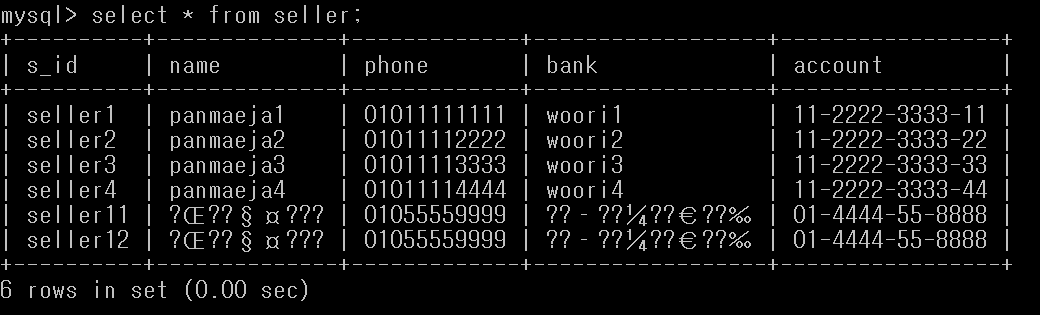 mysql> select * from seller;
+----------+-------------+-------------+-----------------+-----------------+
| s_id | name | phone | bank | account |
+----------+-------------+-------------+-----------------+-----------------+
| seller1 | panmaeja1 | 01011111111 | woori1 | 11-2222-3333-11 |
| seller2 | panmaeja2 | 01011112222 | woori2 | 11-2222-3333-22 |
| seller3 | panmaeja3 | 01011113333 | woori3 | 11-2222-3333-33 |
| seller4 | panmaeja4 | 01011114444 | woori4 | 11-2222-3333-44 |
| seller11 | ?Œ??§¤??? | 01055559999 | ??-??¼??€??‰ | 01-4444-55-8888 |
| seller12 | ?Œ??§¤??? | 01055559999 | ??-??¼??€??‰ | 01-4444-55-8888 |
+----------+-------------+-------------+-----------------+-----------------+
6 rows in set (0.00 sec)